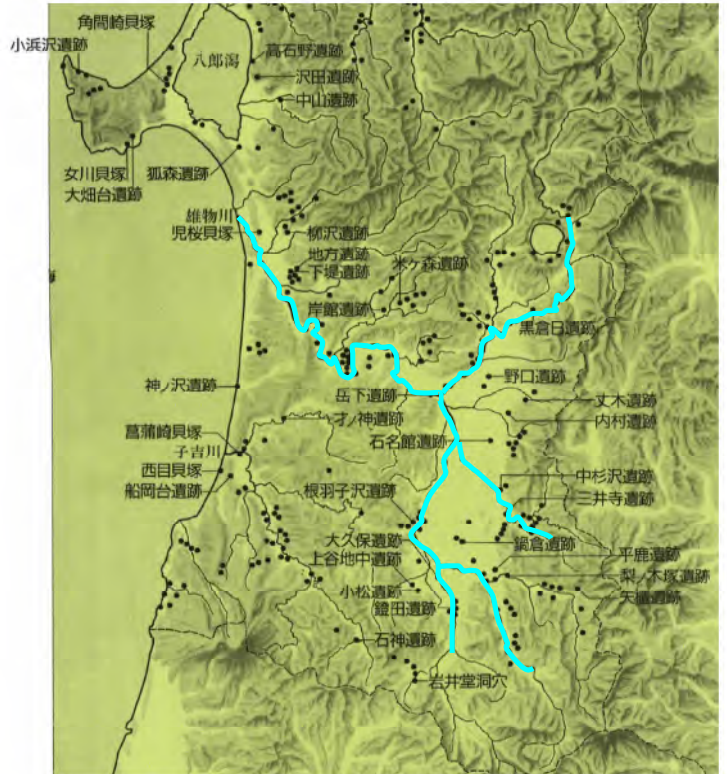 角間崎貝塚
小浜沢遺跡
八郎潟
高石野遺跡
沢田遺跡
中山遺跡
女川貝塚
狐森遺跡
大畑台遺跡
雄物川
児桜貝塚
柳沢遺跡
地方遺跡
米ヶ森遺跡
下堤遺跡
岸館遺跡
黒倉日遺跡
神ノ沢遺跡
野口遺跡
岳下遺跡
丈木遺跡
才ノ神遺跡
内村遺跡
菖蒲崎貝塚
石名館遺跡
子吉川
西目貝塚
中杉沢遺跡
船岡台遺跡
根羽子沢遺跡
三井寺遺跡
大久保遺跡
鍋倉遺跡
上谷地中遺跡
平鹿遺跡
梨ノ木塚遺跡
小松遺跡
鐙田遺跡
石神遺跡
岩井堂洞穴